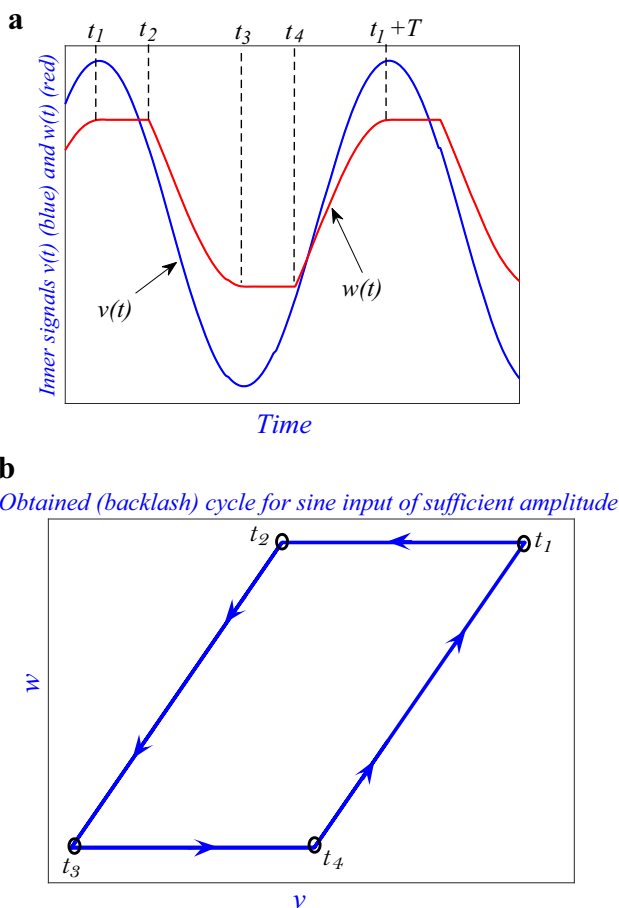 a
t₁ t₂ t₃ t₄ t₁+T
Inner signals v(t) (blue) and w(t) (red)
v(t)
w(t)
Time
b
Obtained (backlash) cycle for sine input of sufficient amplitude
t₂
t₁
w
t₃
t₄
v